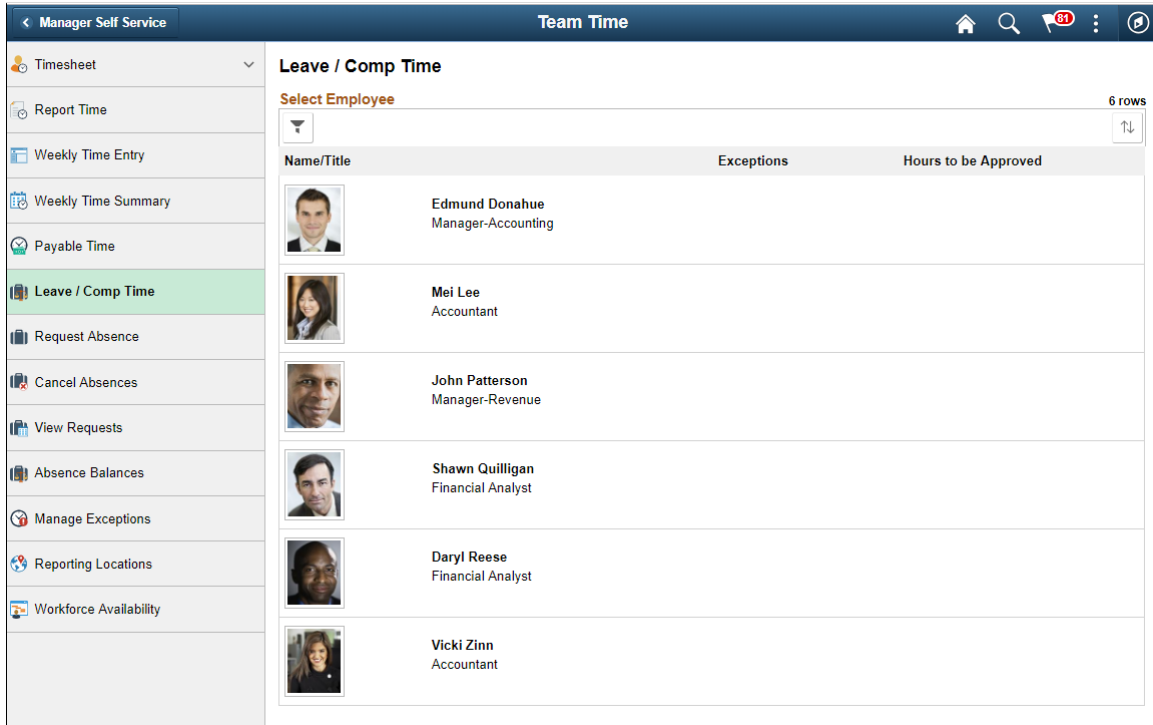 Manager Self Service
Team Time
81
Timesheet
Report Time
Weekly Time Entry
Weekly Time Summary
Payable Time
Leave / Comp Time
Request Absence
Cancel Absences
View Requests
Absence Balances
Manage Exceptions
Reporting Locations
Workforce Availability
Leave / Comp Time
Select Employee
6 rows
Name/Title Exceptions Hours to be Approved
Edmund Donahue
Manager-Accounting
Mei Lee
Accountant
John Patterson
Manager-Revenue
Shawn Quilligan
Financial Analyst
Daryl Reese
Financial Analyst
Vicki Zinn
Accountant